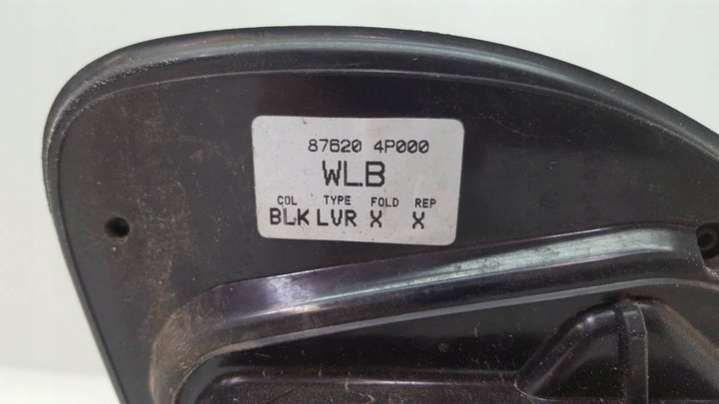 87620 4P000
WLB
COL TYPE FOLD REP
BLK LVR X X